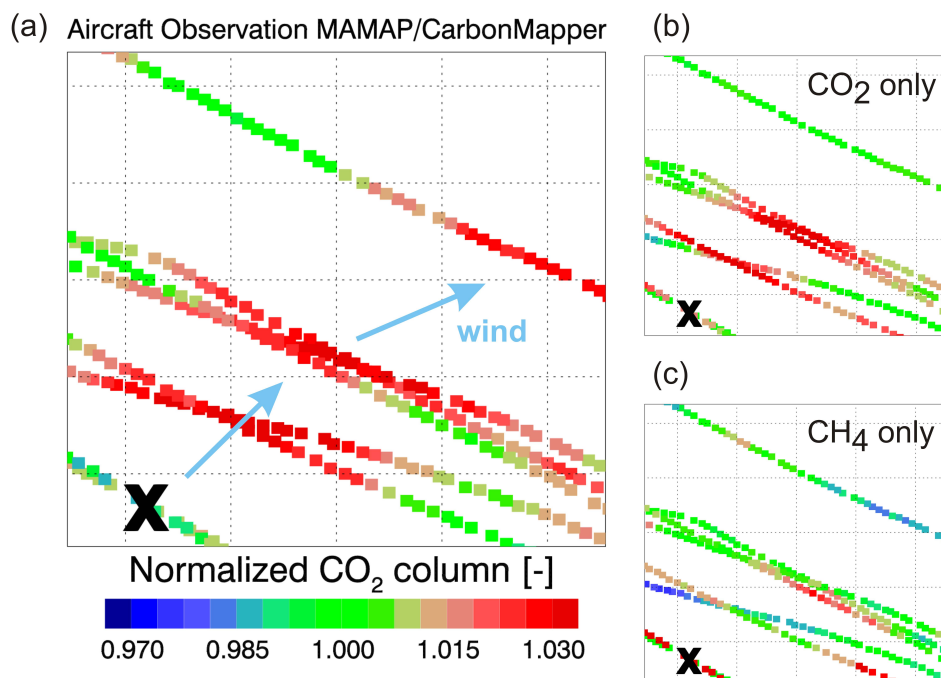 (a) Aircraft Observation MAMAP/CarbonMapper
wind
X
Normalized CO₂ column [-]
0.970 0.985 1.000 1.015 1.030
(b)
CO₂ only
X
(c)
CH₄ only
X